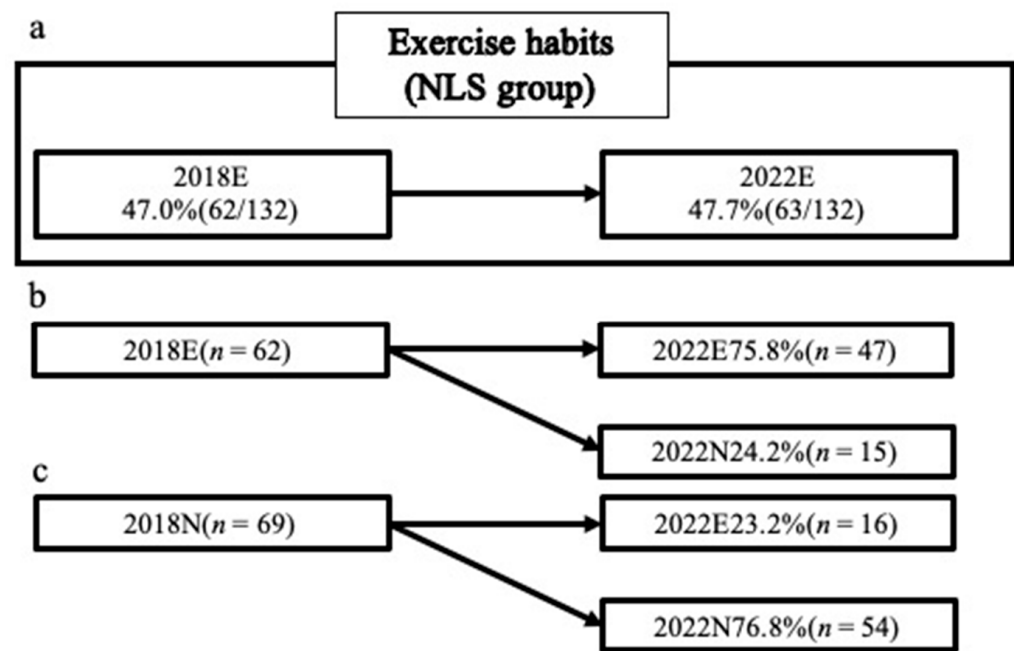 a
Exercise habits
(NLS group)
2018E
47.0%(62/132)
2022E
47.7%(63/132)
b
2018E(n = 62)
2022E75.8%(n = 47)
2022N24.2%(n = 15)
c
2018N(n = 69)
2022E23.2%(n = 16)
2022N76.8%(n = 54)